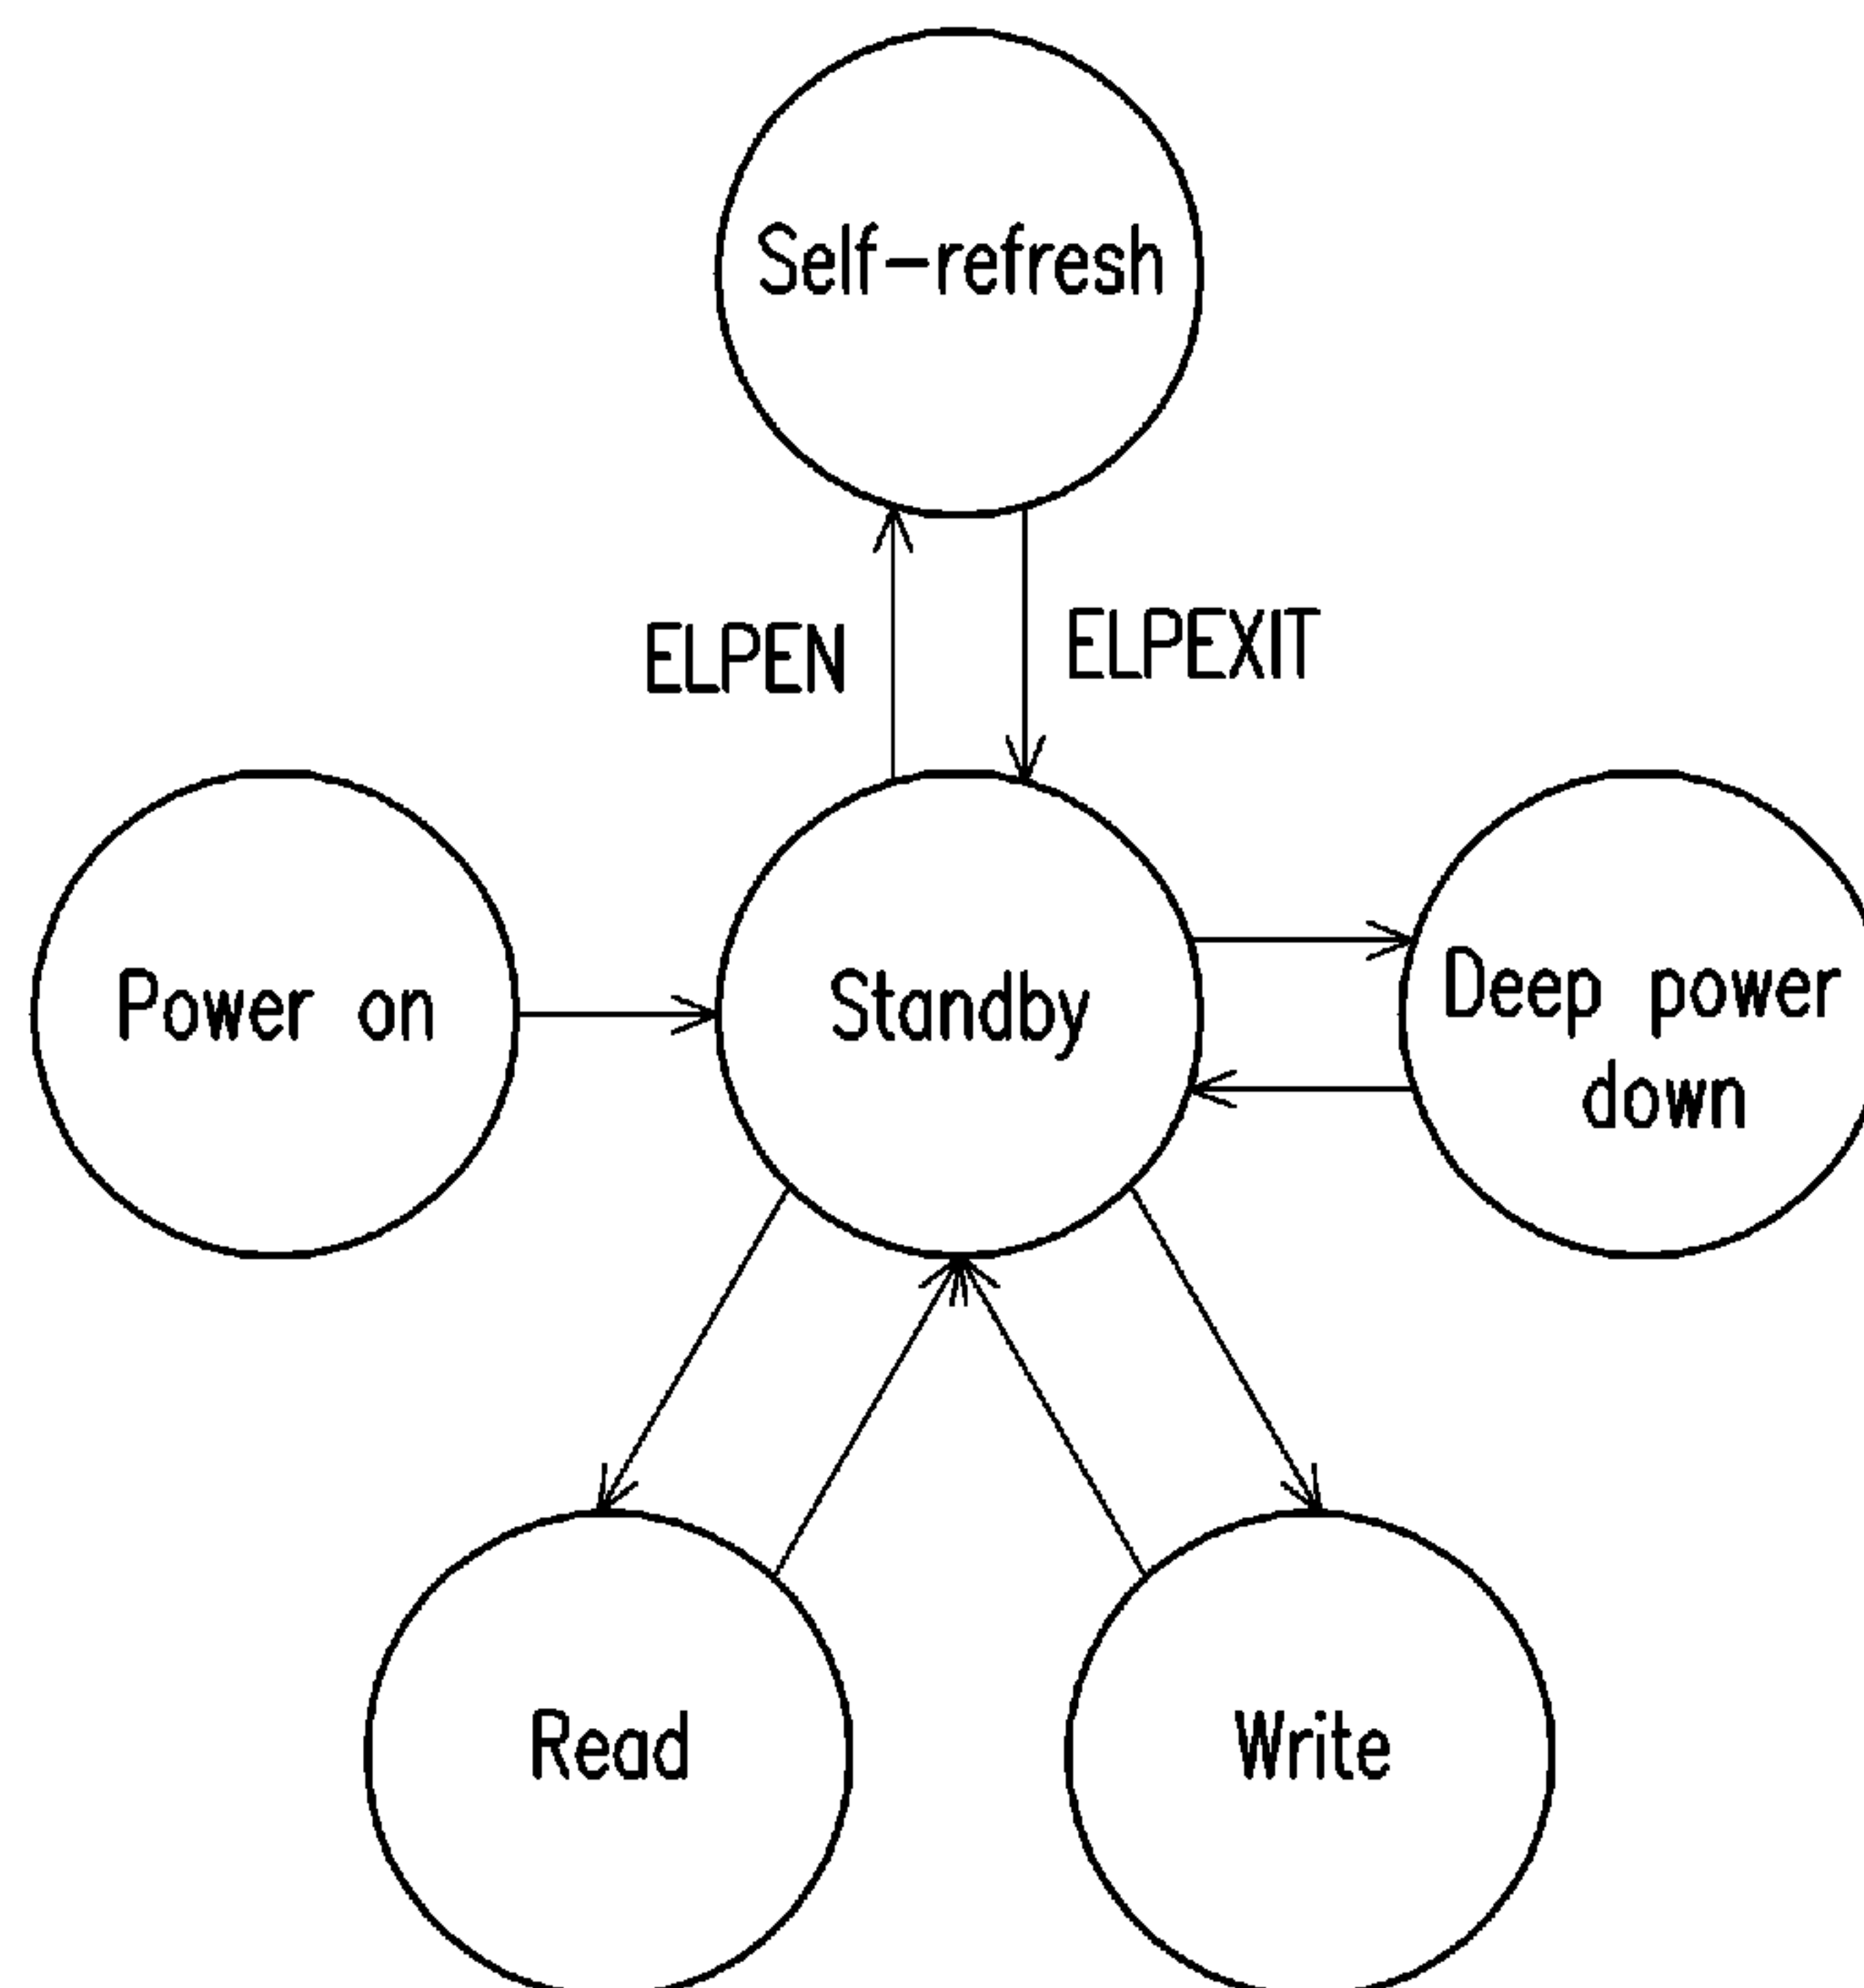 Self-refresh
ELPEN
ELPEXIT
Power on
Standby
Deep power
down
Read
Write